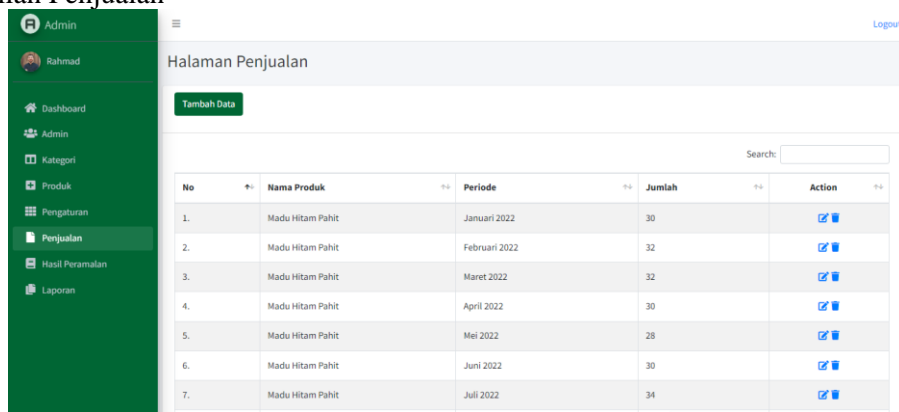 Penjualan
Admin
Logout
Rahmad
Halaman Penjualan
Dashboard
Tambah Data
Admin
Kategori
Search:
Produk
No Nama Produk Periode Jumlah Action
Pengaturan
1. Madu Hitam Pahit Januari 2022 30
Penjualan
2. Madu Hitam Pahit Februari 2022 32
Hasil Peramalan
3. Madu Hitam Pahit Maret 2022 32
Laporan
4. Madu Hitam Pahit April 2022 30
5. Madu Hitam Pahit Mei 2022 28
6. Madu Hitam Pahit Juni 2022 30
7. Madu Hitam Pahit Juli 2022 34